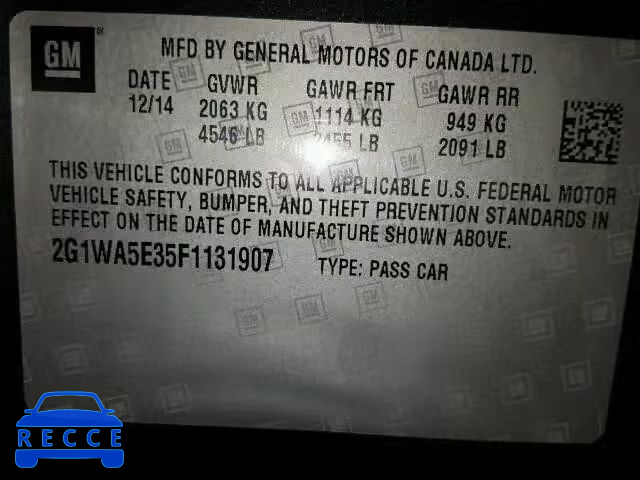 GM
MFD BY GENERAL MOTORS OF CANADA LTD.
DATE GVWR GAWR FRT GAWR RR
12/14 2063 KG 1114 KG 949 KG
4546 LB 2455 LB 2091 LB
THIS VEHICLE CONFORMS TO ALL APPLICABLE U.S. FEDERAL MOTOR
VEHICLE SAFETY, BUMPER, AND THEFT PREVENTION STANDARDS IN
EFFECT ON THE DATE OF MANUFACTURE SHOWN ABOVE.
2G1WA5E35F1131907 TYPE: PASS CAR
RECCE